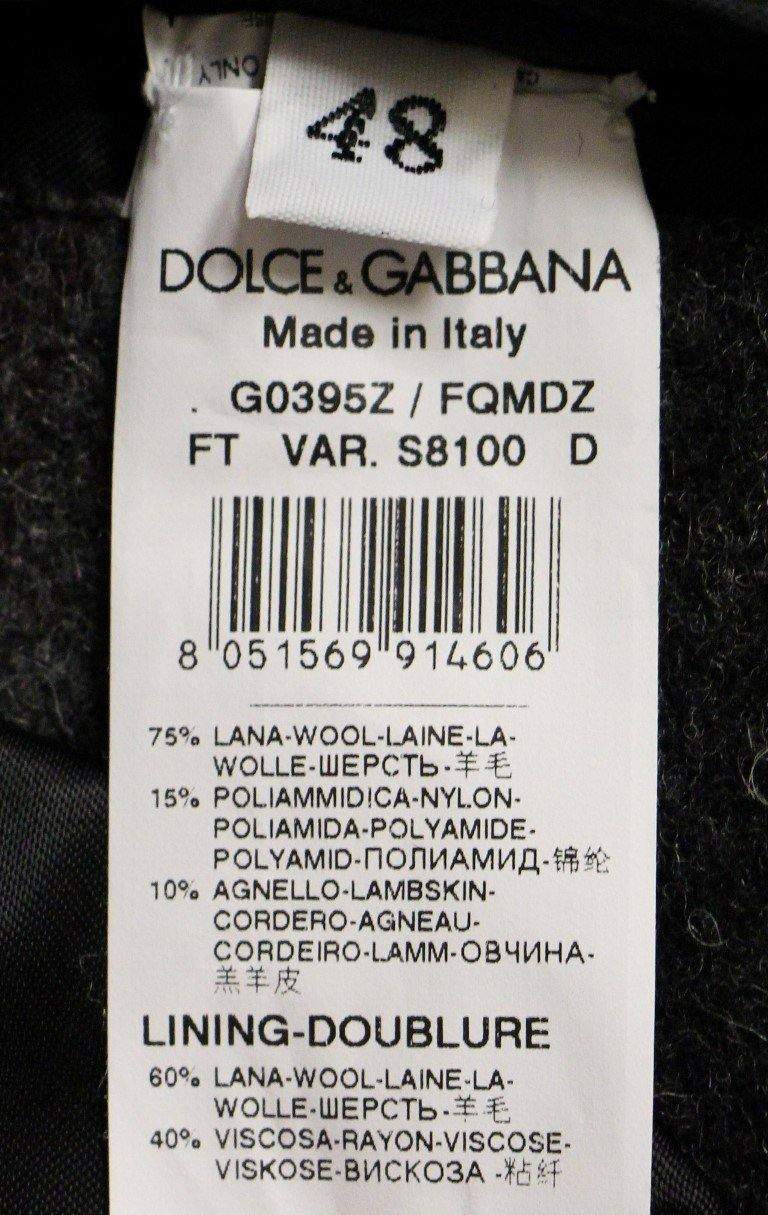 ONLY
48
DOLCE & GABBANA
Made in Italy
. G0395Z / FQMDZ
FT VAR. S8100 D
8 051569 914606
75% LANA-WOOL-LAINE-LA-
WOLLE-ШЕРСТЬ-羊毛
15% POLIAMMIDICA-NYLON-
POLIAMIDA-POLYAMIDE-
POLYAMID-ПОЛИАМИД-锦纶
10% AGNELLO-LAMBSKIN-
CORDERO-AGNEAU-
CORDEIRO-LAMM-ОВЧИНА-
羔羊皮
LINING-DOUBLURE
60% LANA-WOOL-LAINE-LA-
WOLLE-ШЕРСТЬ-羊毛
40% VISCOSA-RAYON-VISCOSE-
VISKOSE-ВИСКОЗА -粘纤